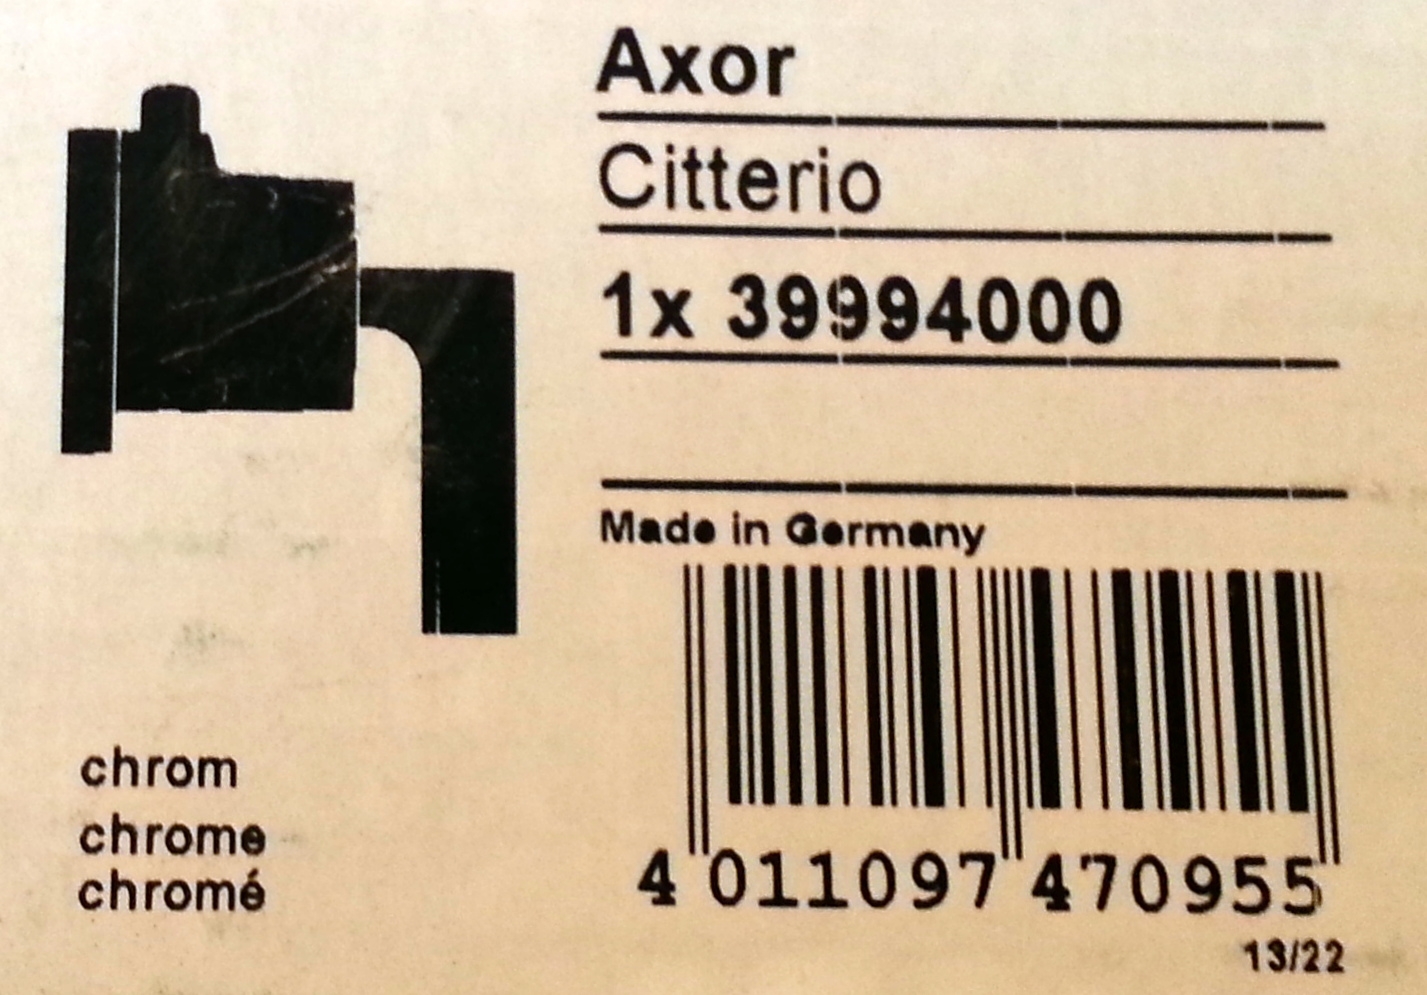 Axor
Citterio
1x 39994000
Made in Germany
chrom
chrome
chromé
4 011097 470955
13/22